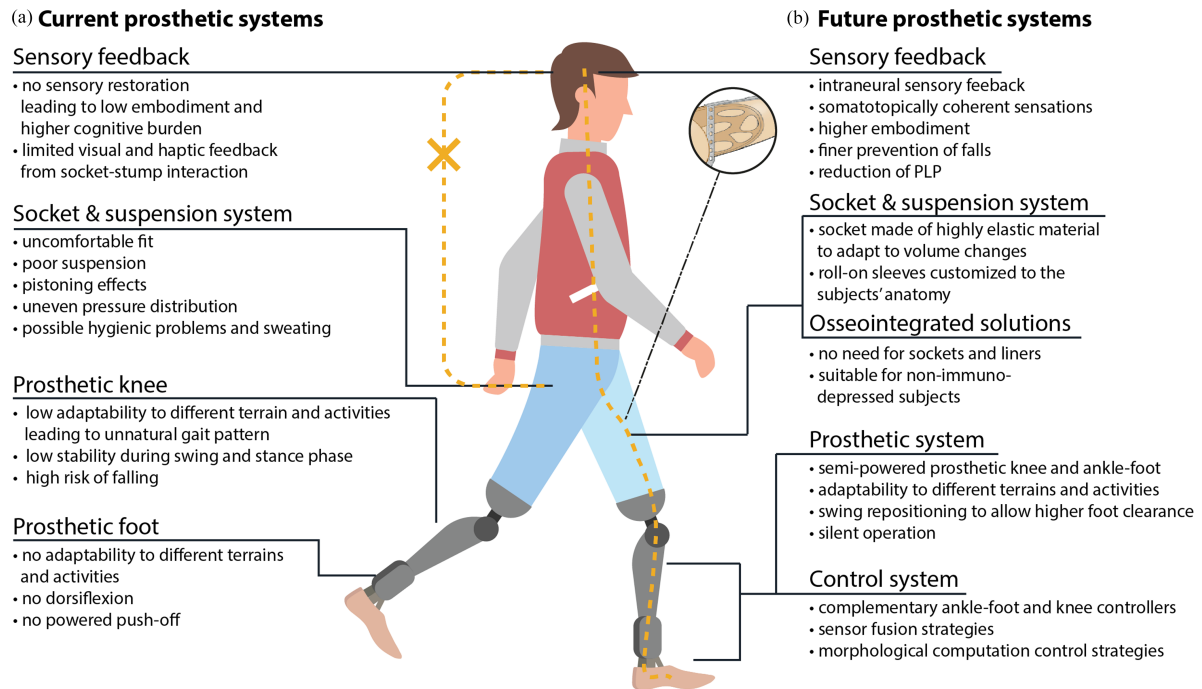 (a) Current prosthetic systems
Sensory feedback
• no sensory restoration
leading to low embodiment and
higher cognitive burden
• limited visual and haptic feedback
from socket-stump interaction
Socket & suspension system
• uncomfortable fit
• poor suspension
• pistoning effects
• uneven pressure distribution
• possible hygienic problems and sweating
Prosthetic knee
• low adaptability to different terrain and activities
leading to unnatural gait pattern
• low stability during swing and stance phase
• high risk of falling
Prosthetic foot
• no adaptability to different terrains
and activities
• no dorsiflexion
• no powered push-off
(b) Future prosthetic systems
Sensory feedback
• intraneural sensory feeback
• somatotopically coherent sensations
• higher embodiment
• finer prevention of falls
• reduction of PLP
Socket & suspension system
• socket made of highly elastic material
to adapt to volume changes
• roll-on sleeves customized to the
subjects' anatomy
Osseointegrated solutions
• no need for sockets and liners
• suitable for non-immuno-
depressed subjects
Prosthetic system
• semi-powered prosthetic knee and ankle-foot
• adaptability to different terrains and activities
• swing repositioning to allow higher foot clearance
• silent operation
Control system
• complementary ankle-foot and knee controllers
• sensor fusion strategies
• morphological computation control strategies